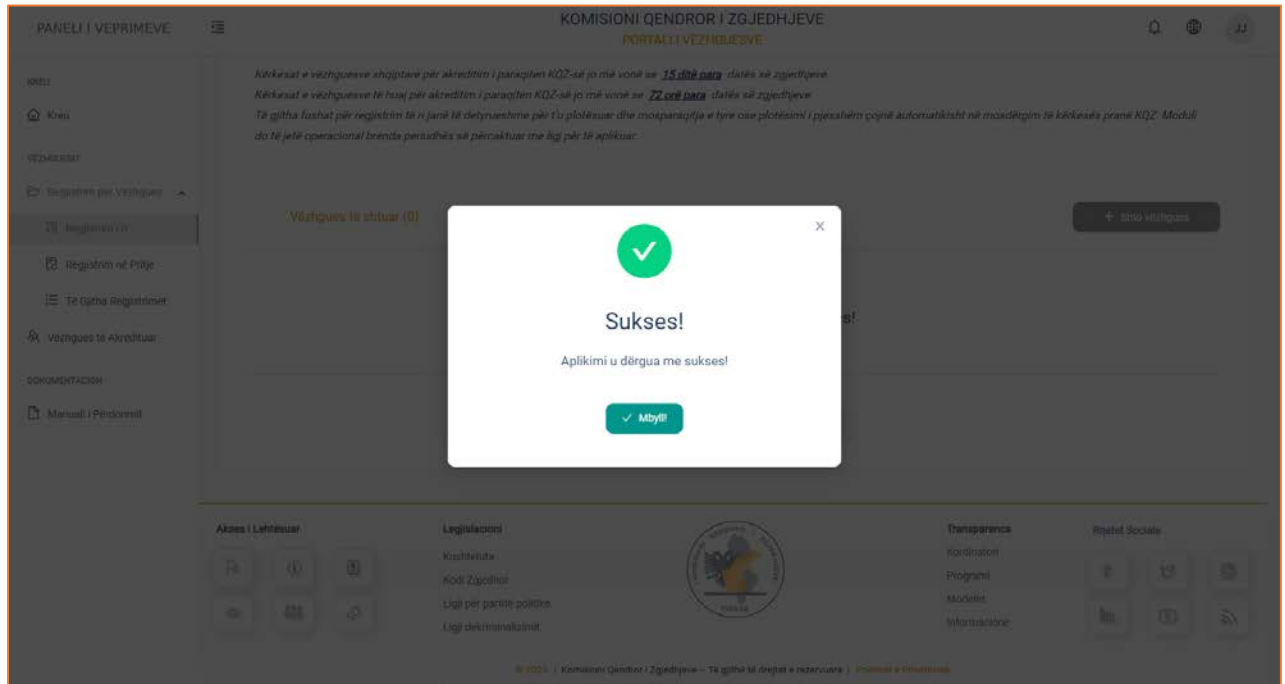 PANELI I VEPRIMEVE
KOMISIONI QENDROR I ZGJEDHJEVE
PORTALI I VËZHGUESVE
JJ
KREU
Kreu
VËZHGUESIT
Regjistrim për Vëzhgues
Regjistrim i ri
Regjistrim në Pritje
Të Gjitha Regjistrimet
Vëzhgues të Akredituar
DOKUMENTACION
Manuali i Përdorimit
Kërkesat e vëzhguesve shqiptarë për akreditim i paraqiten KQZ-së jo më vonë se 15 ditë para datës së zgjedhjeve.
Kërkesat e vëzhguesve të huaj për akreditim i paraqiten KQZ-së jo më vonë se 72 orë para datës së zgjedhjeve.
Të gjitha fushat për regjistrim të ri janë të detyrueshme për t'u plotësuar dhe mosparaqitja e tyre ose plotësimi i pjesshëm çojnë automatikisht në mosdërgim të kërkesës pranë KQZ. Moduli
do të jetë operacional brenda periudhës së përcaktuar me ligj për të aplikuar.
Vëzhgues të shtuar (0)
+ Shto vëzhgues
s!
Sukses!
Aplikimi u dërgua me sukses!
Mbyll!
Akses i Lehtësuar
Legjislacioni
Kushtetuta
Kodi Zgjedhor
Ligji për partitë politike
Ligji dekriminalizimit
Transparenca
Kordinatori
Programi
Modelet
Informacione
Rrjetet Sociale
Komisioni Qendror i Zgjedhjeve – Të gjithë të drejtat e rezervuara